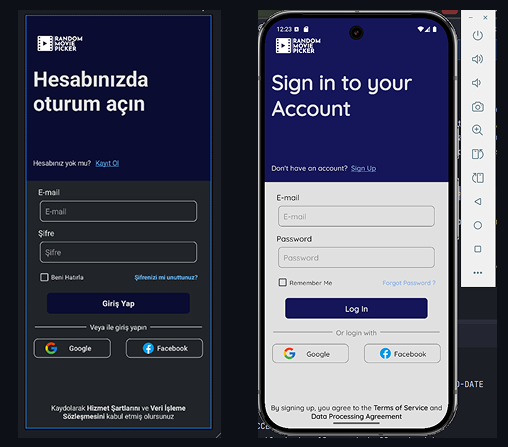 RANDOM
MOVIE
PICKER
Hesabınızda
oturum açın
Hesabınız yok mu? Kayıt Ol
E-mail
E-mail
Şifre
Şifre
Beni Hatırla Şifrenizi mi unuttunuz?
Giriş Yap
Veya ile giriş yapın
Google Facebook
Kaydolarak Hizmet Şartlarını ve Veri İşleme
Sözleşmesini kabul etmiş olursunuz
12:23
RANDOM
MOVIE
PICKER
Sign in to your
Account
Don't have an account? Sign Up
E-mail
E-mail
Password
Password
Remember Me Forgot Password ?
Log In
Or login with
Google Facebook
By signing up, you agree to the Terms of Service and
Data Processing Agreement
D-DATE